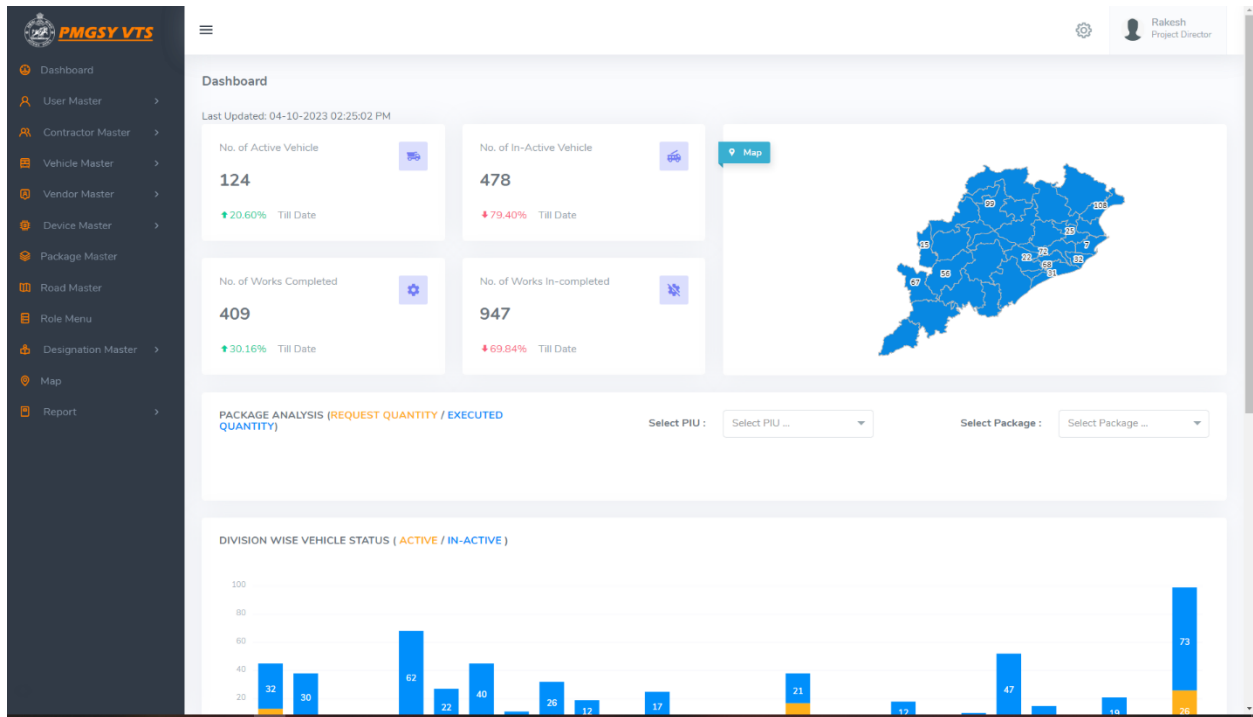 PMGSY VTS
Rakesh
Project Director
Dashboard
User Master
Contractor Master
Vehicle Master
Vendor Master
Device Master
Package Master
Road Master
Role Menu
Designation Master
Map
Report
Dashboard
Last Updated: 04-10-2023 02:25:02 PM
No. of Active Vehicle
124
20.60% Till Date
No. of In-Active Vehicle
478
79.40% Till Date
No. of Works Completed
409
30.16% Till Date
No. of Works In-completed
947
69.84% Till Date
Map
99
108
25
15
7
72
22
32
68
56
31
67
PACKAGE ANALYSIS (REQUEST QUANTITY / EXECUTED
QUANTITY)
Select PIU :
Select PIU ...
Select Package :
Select Package ...
DIVISION WISE VEHICLE STATUS ( ACTIVE / IN-ACTIVE )
100
80
60
40
20
32
30
62
22
40
26
12
17
21
12
47
19
73
26